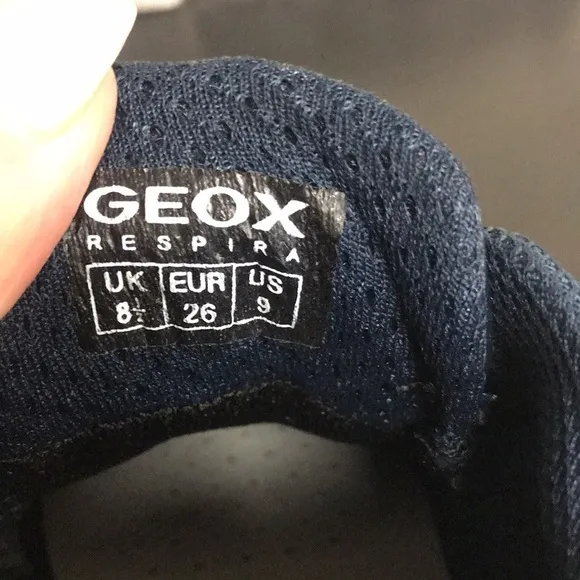 GEOX
RESPIRA
UK EUR US
8½ 26 9